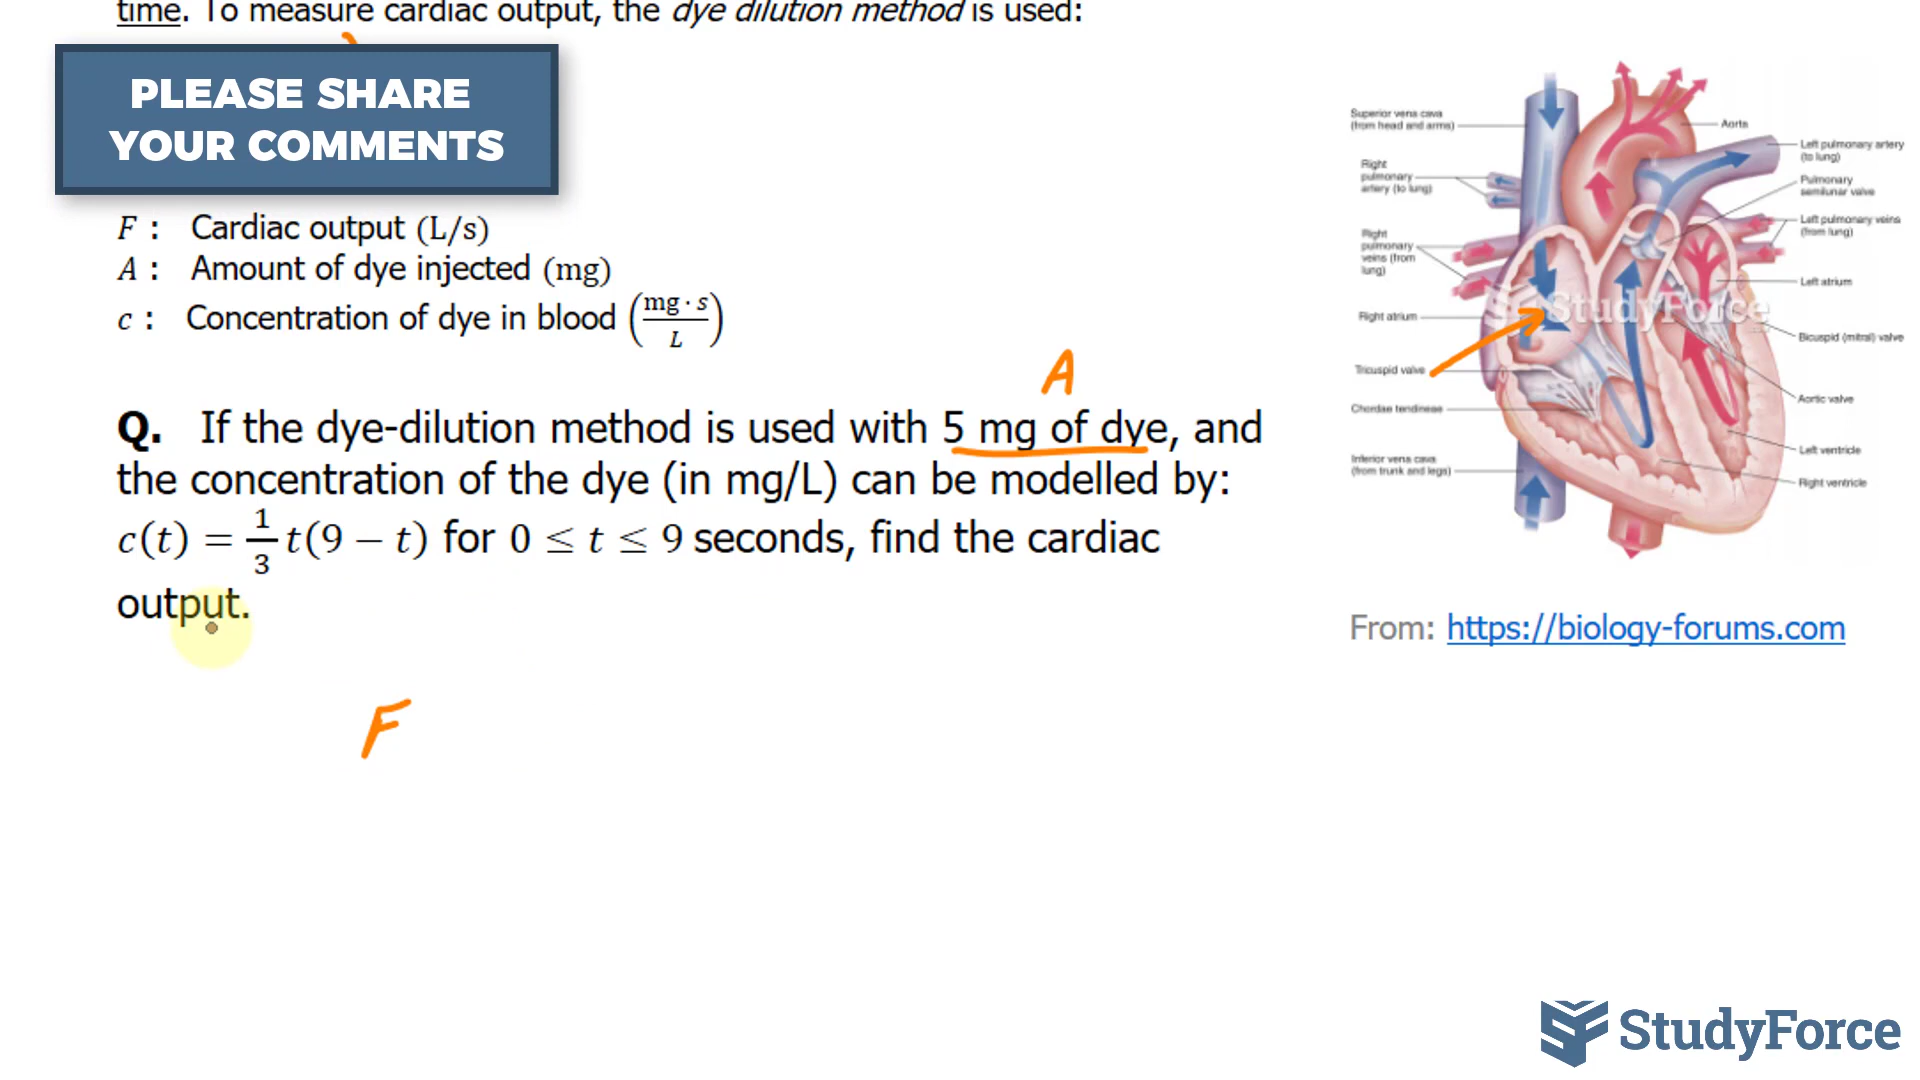 time. To measure cardiac output, the dye dilution method is used:
PLEASE SHARE
YOUR COMMENTS
F : Cardiac output (L/s)
A : Amount of dye injected (mg)
c : Concentration of dye in blood (mg · s / L)
A
Q. If the dye-dilution method is used with 5 mg of dye, and
the concentration of the dye (in mg/L) can be modelled by:
c(t) = 1/3 t(9 − t) for 0 ≤ t ≤ 9 seconds, find the cardiac
output.
F
Superior vena cava
(from head and arms)
Right
pulmonary
artery (to lung)
Right
pulmonary
veins (from
lung)
Right atrium
Tricuspid valve
Chordae tendineae
Inferior vena cava
(from trunk and legs)
Aorta
Left pulmonary artery
(to lung)
Pulmonary
semilunar valve
Left pulmonary veins
(from lung)
Left atrium
Bicuspid (mitral) valve
Aortic valve
Left ventricle
Right ventricle
StudyForce
From: https://biology-forums.com
StudyForce